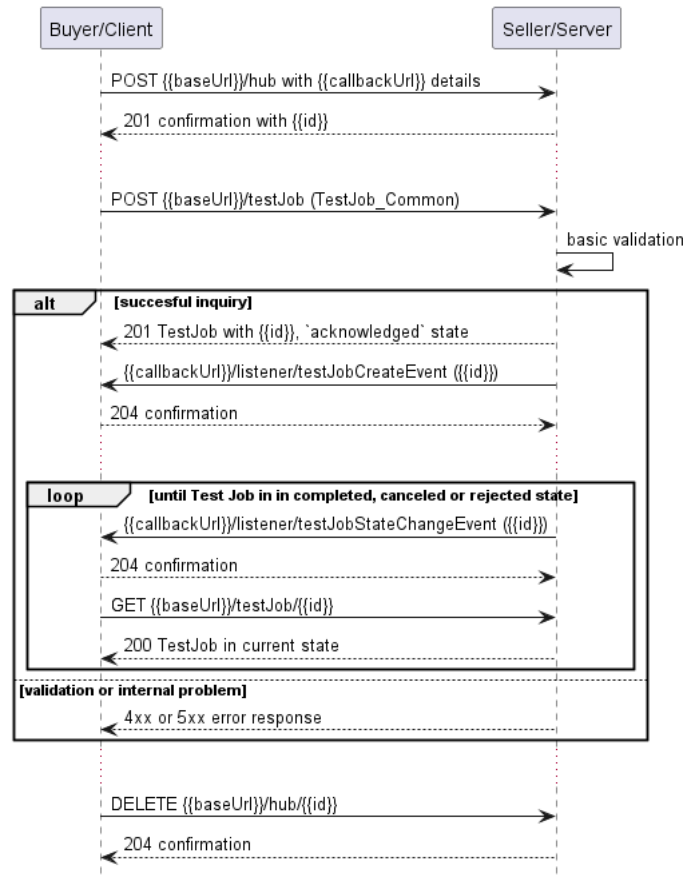 Buyer/Client
Seller/Server
POST {{baseUrl}}/hub with {{callbackUrl}} details
201 confirmation with {{id}}
POST {{baseUrl}}/testJob (TestJob_Common)
basic validation
alt [succesful inquiry]
201 TestJob with {{id}}, `acknowledged` state
{{callbackUrl}}/listener/testJobCreateEvent ({{id}})
204 confirmation
loop [until Test Job in in completed, canceled or rejected state]
{{callbackUrl}}/listener/testJobStateChangeEvent ({{id}})
204 confirmation
GET {{baseUrl}}/testJob/{{id}}
200 TestJob in current state
[validation or internal problem]
4xx or 5xx error response
DELETE {{baseUrl}}/hub/{{id}}
204 confirmation